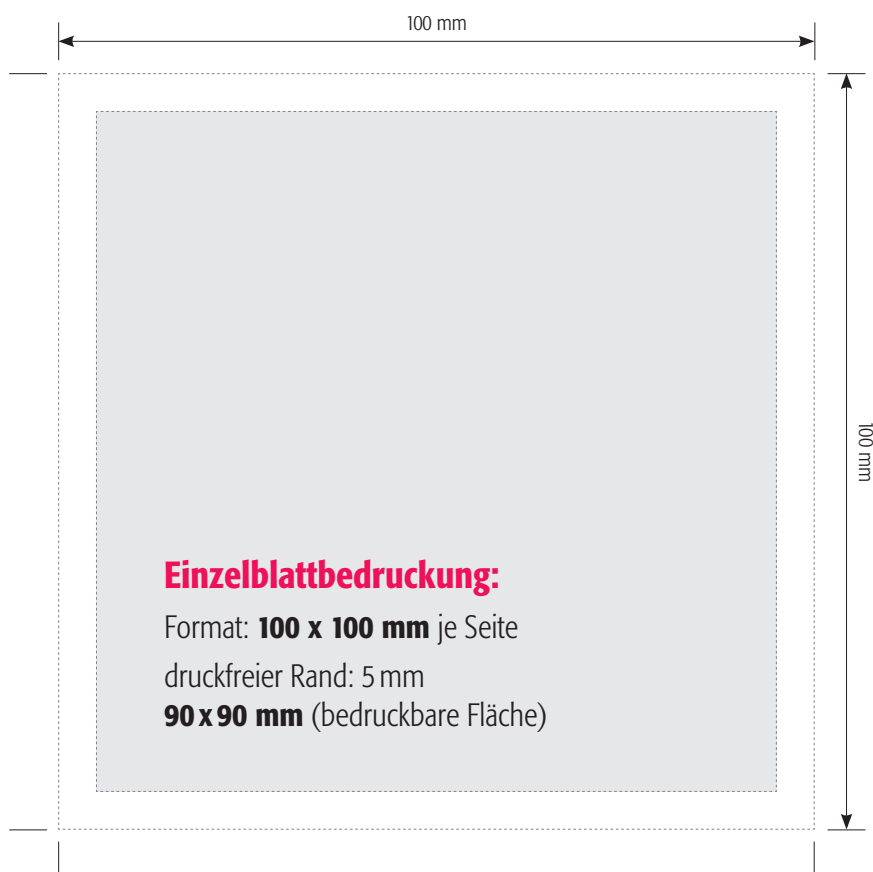 100 mm
100 mm
Einzelblattbedruckung:
Format: 100 x 100 mm je Seite
druckfreier Rand: 5 mm
90 x 90 mm (bedruckbare Fläche)